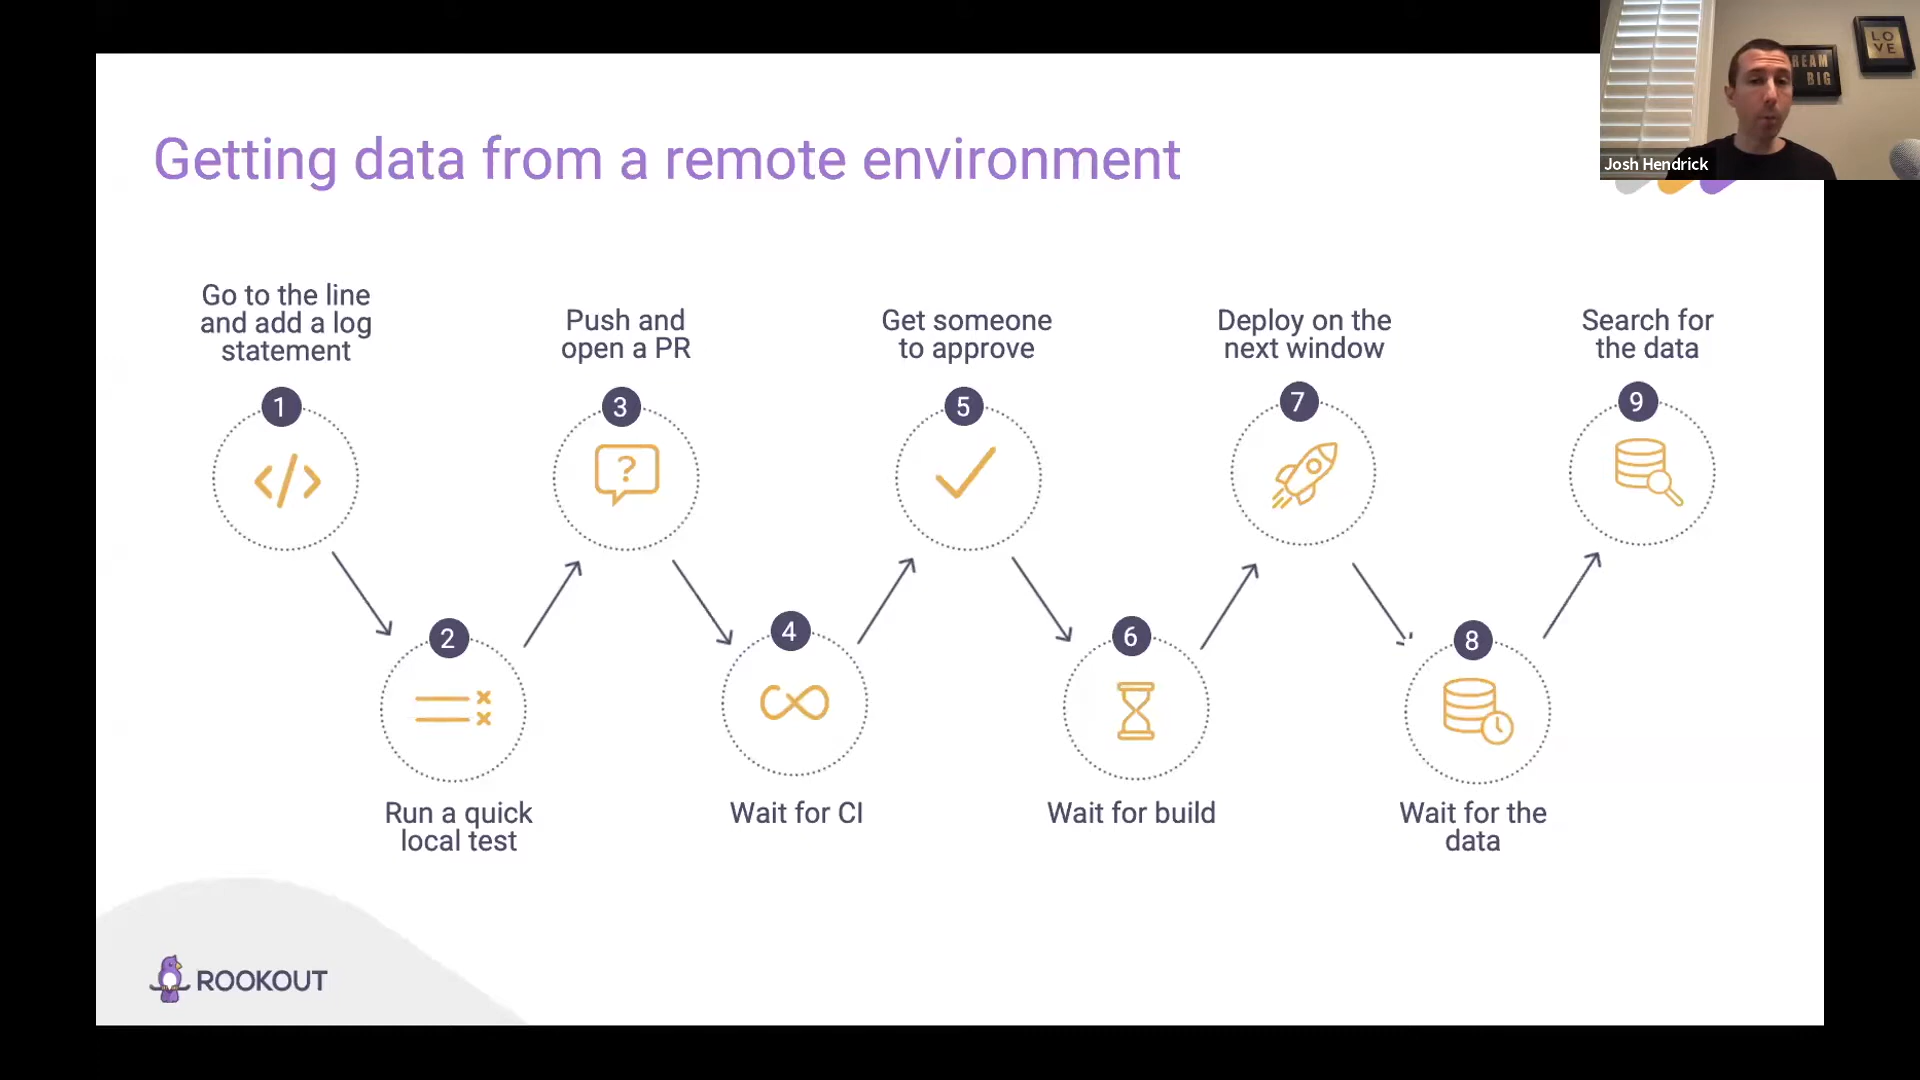 LO
VE
REAM
BIG
Josh Hendrick
Getting data from a remote environment
Go to the line
and add a log
statement
1
Run a quick
local test
2
Push and
open a PR
3
?
Wait for CI
4
Get someone
to approve
5
Wait for build
6
Deploy on the
next window
7
Wait for the
data
8
Search for
the data
9
ROOKOUT